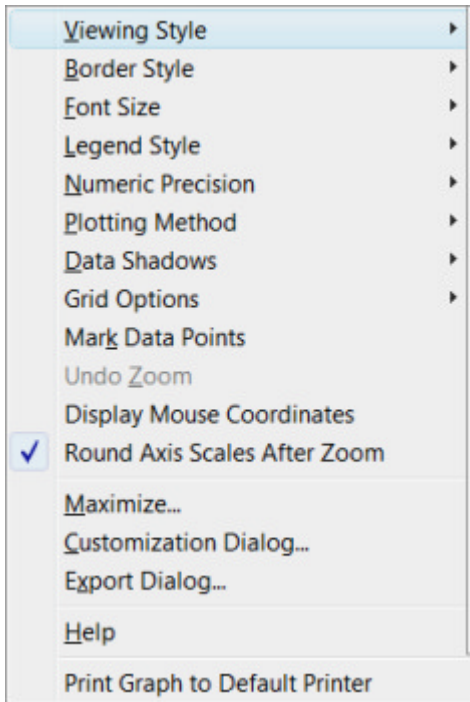 Viewing Style
Border Style
Font Size
Legend Style
Numeric Precision
Plotting Method
Data Shadows
Grid Options
Mark Data Points
Undo Zoom
Display Mouse Coordinates
Round Axis Scales After Zoom
Maximize...
Customization Dialog...
Export Dialog...
Help
Print Graph to Default Printer